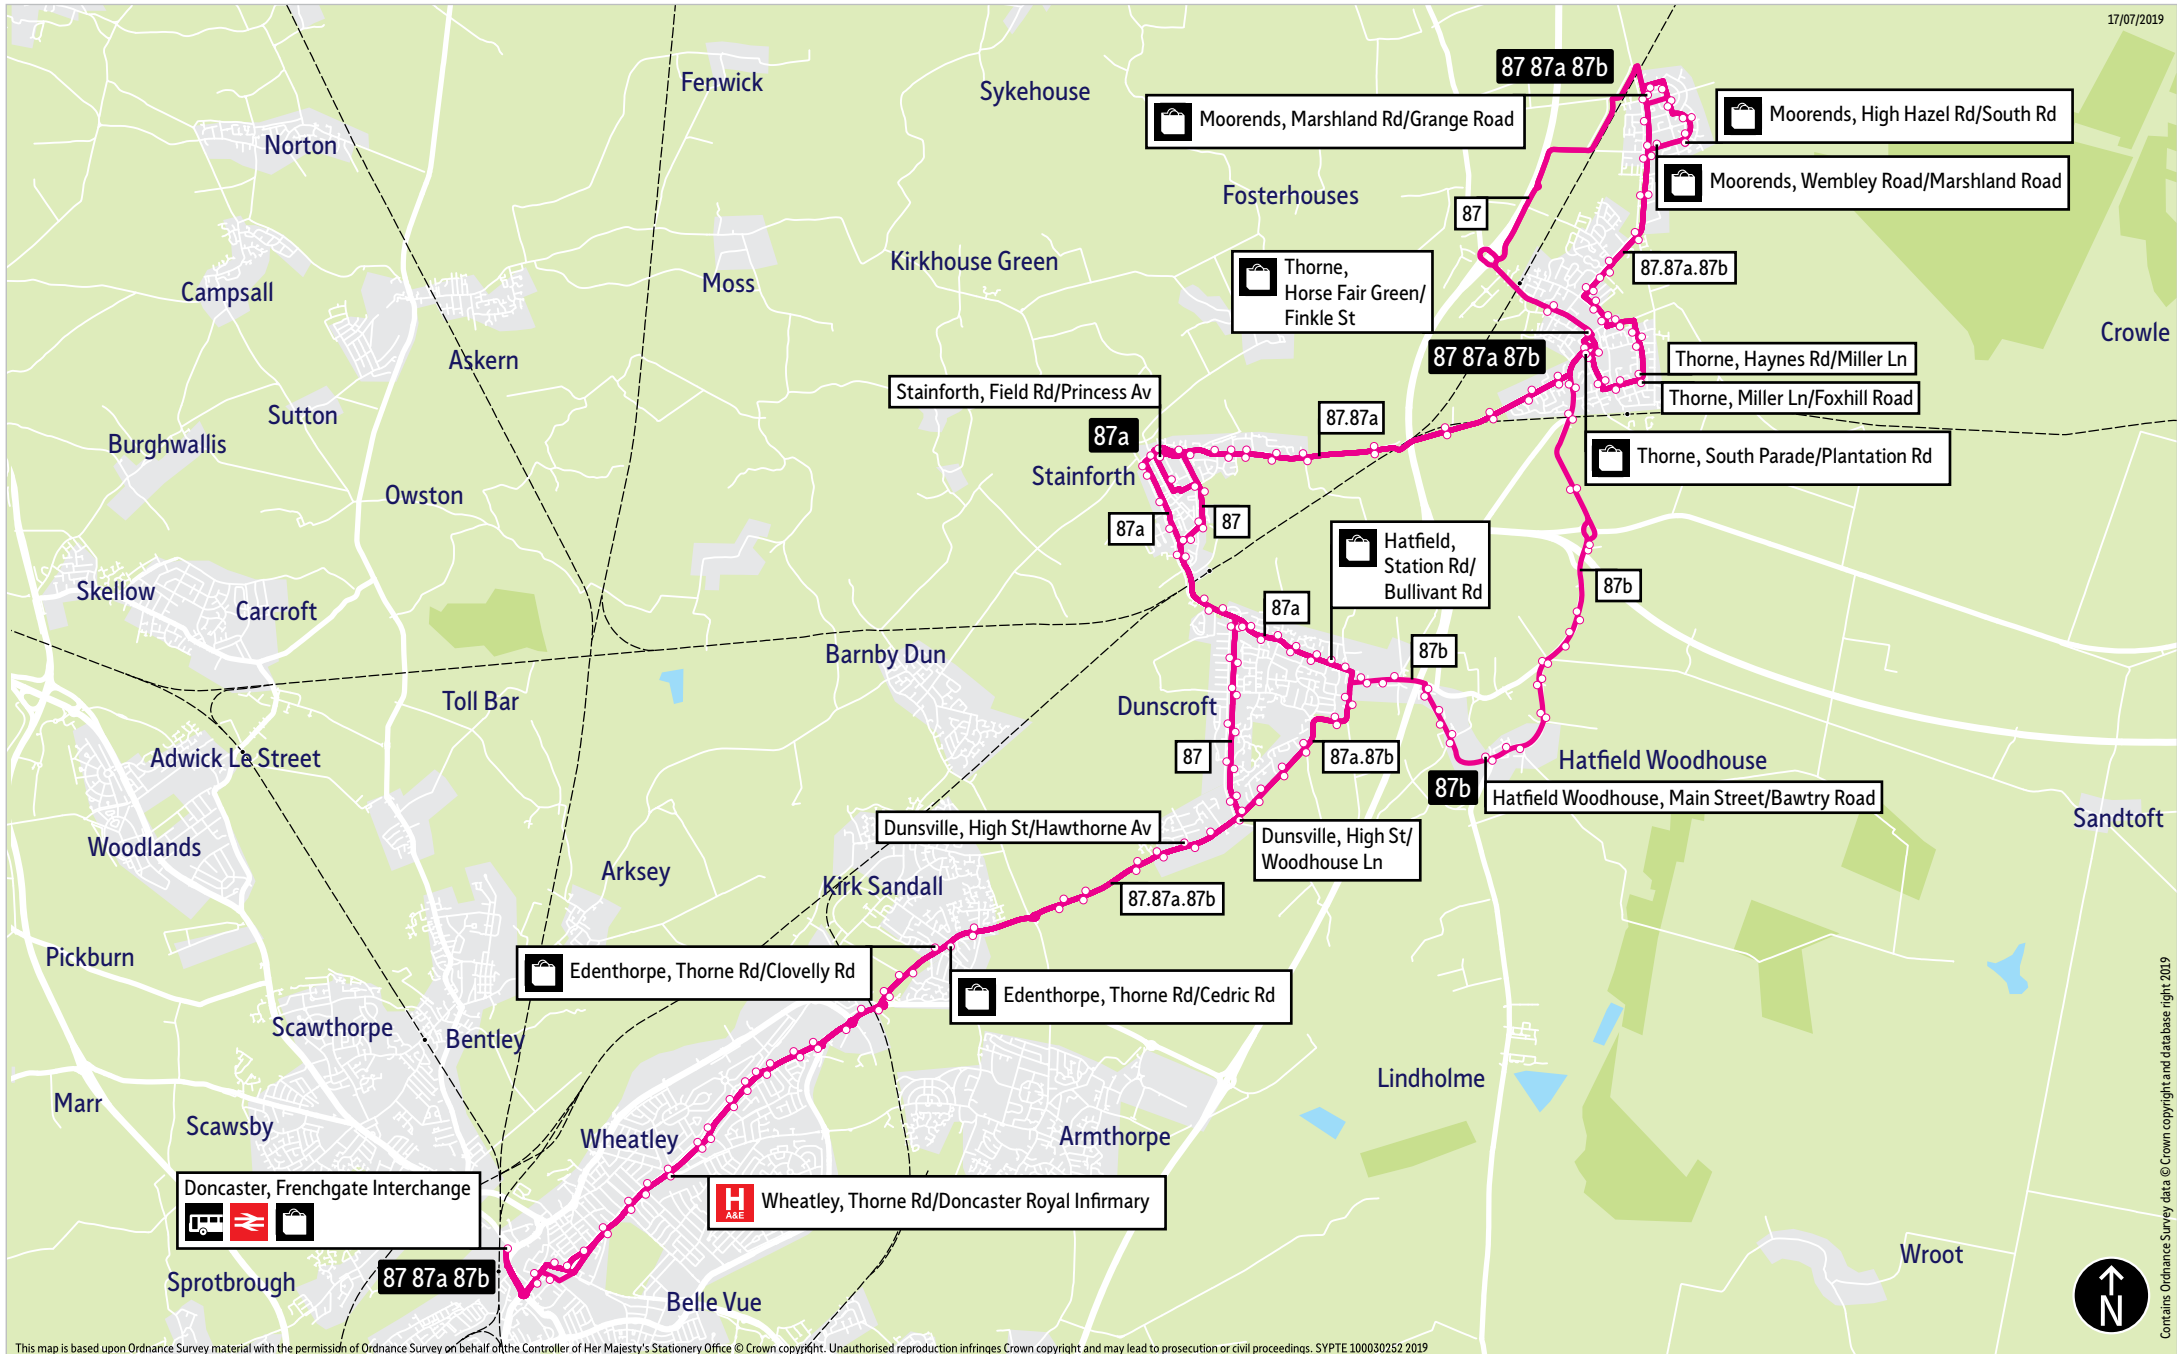 17/07/2019
Fenwick
Sykehouse
87 87a 87b
Moorends, Marshland Rd/Grange Road
Moorends, High Hazel Rd/South Rd
Norton
Moorends, Wembley Road/Marshland Road
Fosterhouses
87
Kirkhouse Green
Thorne,
Horse Fair Green/
Finkle St
87.87a.87b
Campsall
Moss
Crowle
Askern
87 87a 87b
Thorne, Haynes Rd/Miller Ln
Stainforth, Field Rd/Princess Av
Thorne, Miller Ln/Foxhill Road
Sutton
87.87a
Burghwallis
87a
Thorne, South Parade/Plantation Rd
Stainforth
Owston
87a
87
Hatfield,
Station Rd/
Bullivant Rd
Skellow
87b
Carcroft
87a
Barnby Dun
87b
Toll Bar
Dunscroft
Adwick Le Street
87
87a.87b
Hatfield Woodhouse
87b
Hatfield Woodhouse, Main Street/Bawtry Road
Sandtoft
Dunsville, High St/Hawthorne Av
Dunsville, High St/
Woodhouse Ln
Woodlands
Arksey
Kirk Sandall
87.87a.87b
Pickburn
Edenthorpe, Thorne Rd/Clovelly Rd
Edenthorpe, Thorne Rd/Cedric Rd
Scawthorpe
Bentley
Lindholme
Marr
Scawsby
Wheatley
Armthorpe
Doncaster, Frenchgate Interchange
H
A&E
Wheatley, Thorne Rd/Doncaster Royal Infirmary
Wroot
87 87a 87b
Sprotbrough
Belle Vue
N
Contains Ordnance Survey data © Crown copyright and database right 2019
This map is based upon Ordnance Survey material with the permission of Ordnance Survey on behalf of the Controller of Her Majesty's Stationery Office © Crown copyright. Unauthorised reproduction infringes Crown copyright and may lead to prosecution or civil proceedings. SYPTE 100030252 2019